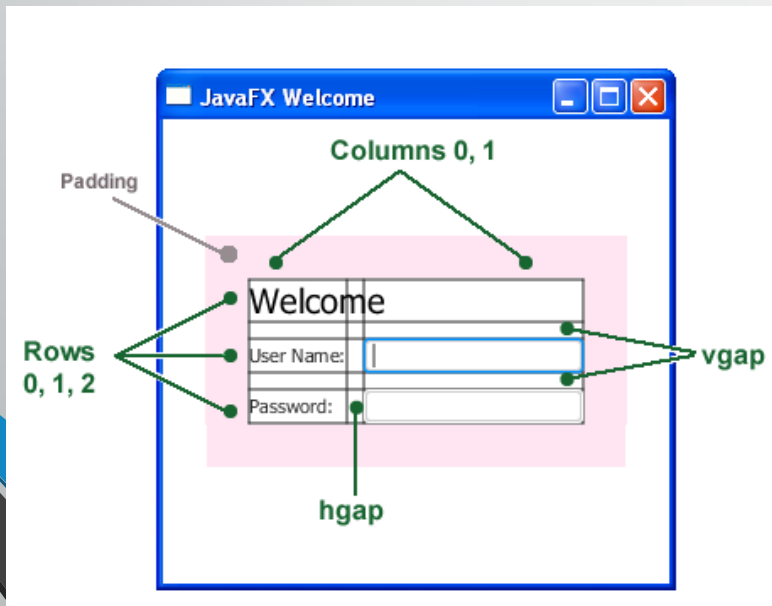 JavaFX Welcome
Columns 0, 1
Padding
Welcome
Rows
0, 1, 2
User Name:
vgap
Password:
hgap